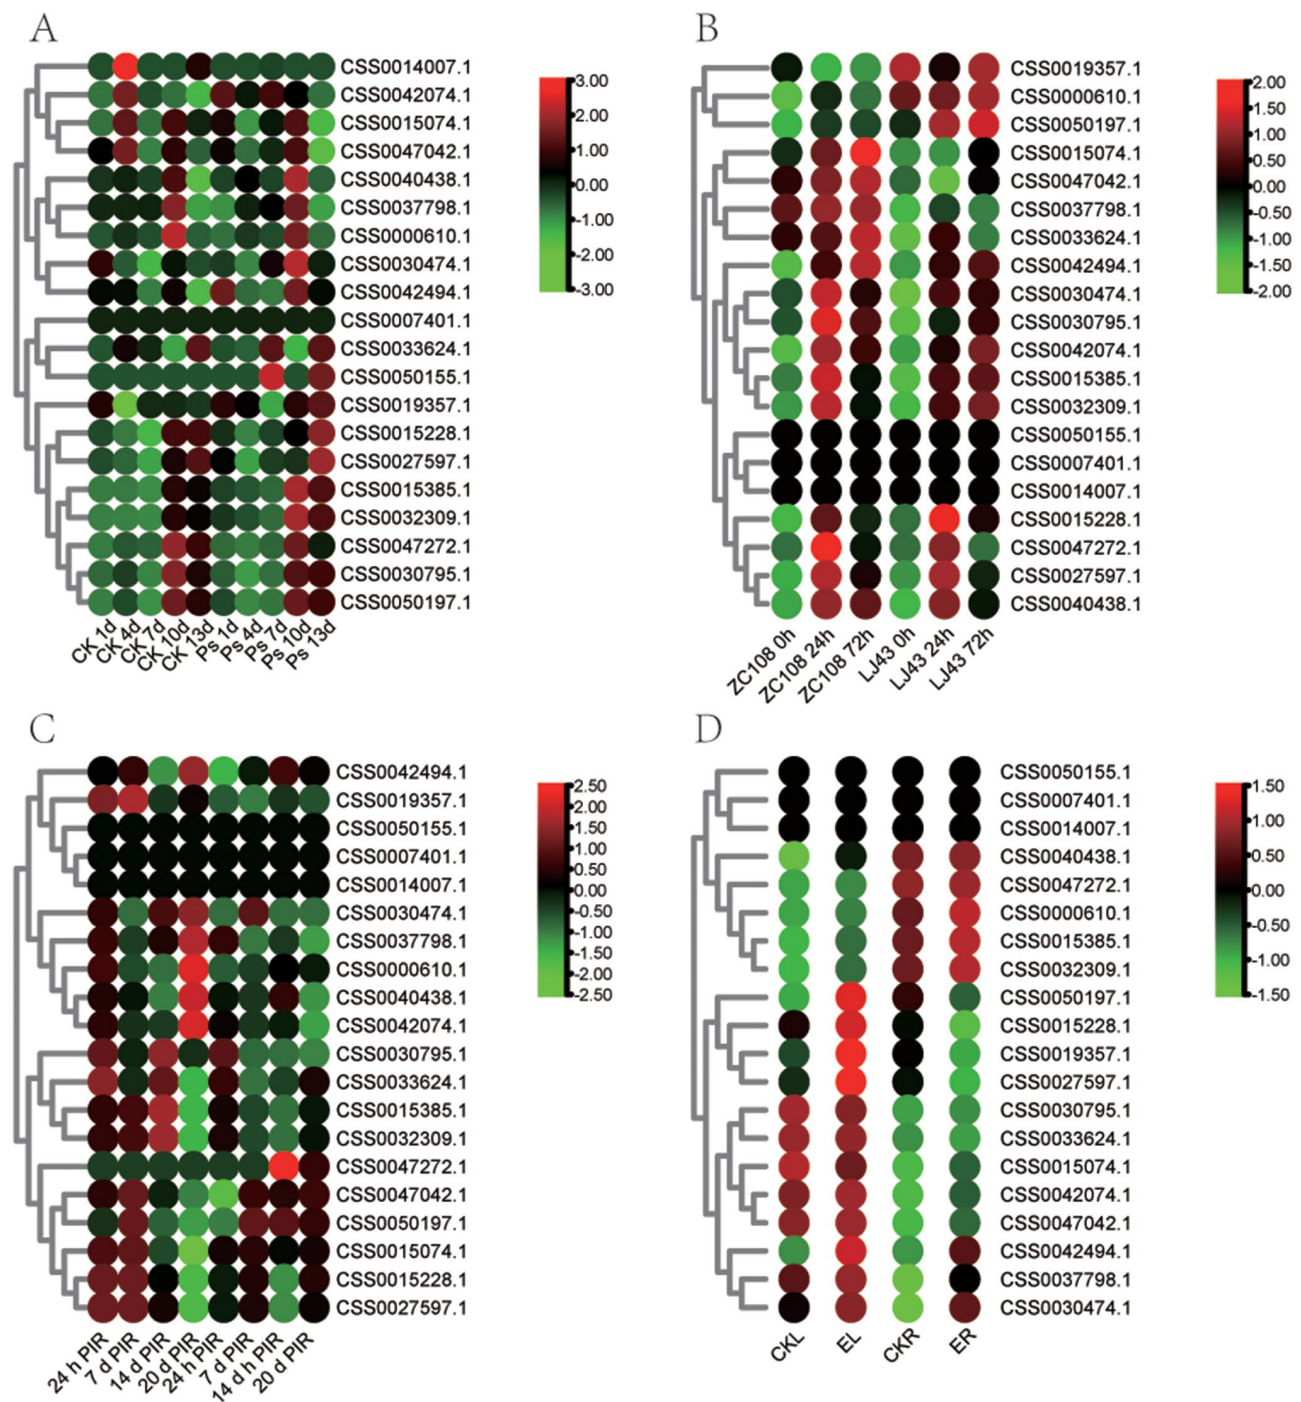 A
CSS0014007.1
CSS0042074.1
CSS0015074.1
CSS0047042.1
CSS0040438.1
CSS0037798.1
CSS0000610.1
CSS0030474.1
CSS0042494.1
CSS0007401.1
CSS0033624.1
CSS0050155.1
CSS0019357.1
CSS0015228.1
CSS0027597.1
CSS0015385.1
CSS0032309.1
CSS0047272.1
CSS0030795.1
CSS0050197.1
CK 1d
CK 4d
CK 7d
CK 10d
CK 13d
Ps 1d
Ps 4d
Ps 7d
Ps 10d
Ps 13d
3.00
2.00
1.00
0.00
-1.00
-2.00
-3.00
B
CSS0019357.1
CSS0000610.1
CSS0050197.1
CSS0015074.1
CSS0047042.1
CSS0037798.1
CSS0033624.1
CSS0042494.1
CSS0030474.1
CSS0030795.1
CSS0042074.1
CSS0015385.1
CSS0032309.1
CSS0050155.1
CSS0007401.1
CSS0014007.1
CSS0015228.1
CSS0047272.1
CSS0027597.1
CSS0040438.1
ZC108 0h
ZC108 24h
ZC108 72h
LJ43 0h
LJ43 24h
LJ43 72h
2.00
1.50
1.00
0.50
0.00
-0.50
-1.00
-1.50
-2.00
C
CSS0042494.1
CSS0019357.1
CSS0050155.1
CSS0007401.1
CSS0014007.1
CSS0030474.1
CSS0037798.1
CSS0000610.1
CSS0040438.1
CSS0042074.1
CSS0030795.1
CSS0033624.1
CSS0015385.1
CSS0032309.1
CSS0047272.1
CSS0047042.1
CSS0050197.1
CSS0015074.1
CSS0015228.1
CSS0027597.1
24 h PIR
7 d PIR
14 d PIR
20 d PIR
24 h PIR
7 d PIR
14 d h PIR
20 d PIR
2.50
2.00
1.50
1.00
0.50
0.00
-0.50
-1.00
-1.50
-2.00
-2.50
D
CSS0050155.1
CSS0007401.1
CSS0014007.1
CSS0040438.1
CSS0047272.1
CSS0000610.1
CSS0015385.1
CSS0032309.1
CSS0050197.1
CSS0015228.1
CSS0019357.1
CSS0027597.1
CSS0030795.1
CSS0033624.1
CSS0015074.1
CSS0042074.1
CSS0047042.1
CSS0042494.1
CSS0037798.1
CSS0030474.1
CKL
EL
CKR
ER
1.50
1.00
0.50
0.00
-0.50
-1.00
-1.50